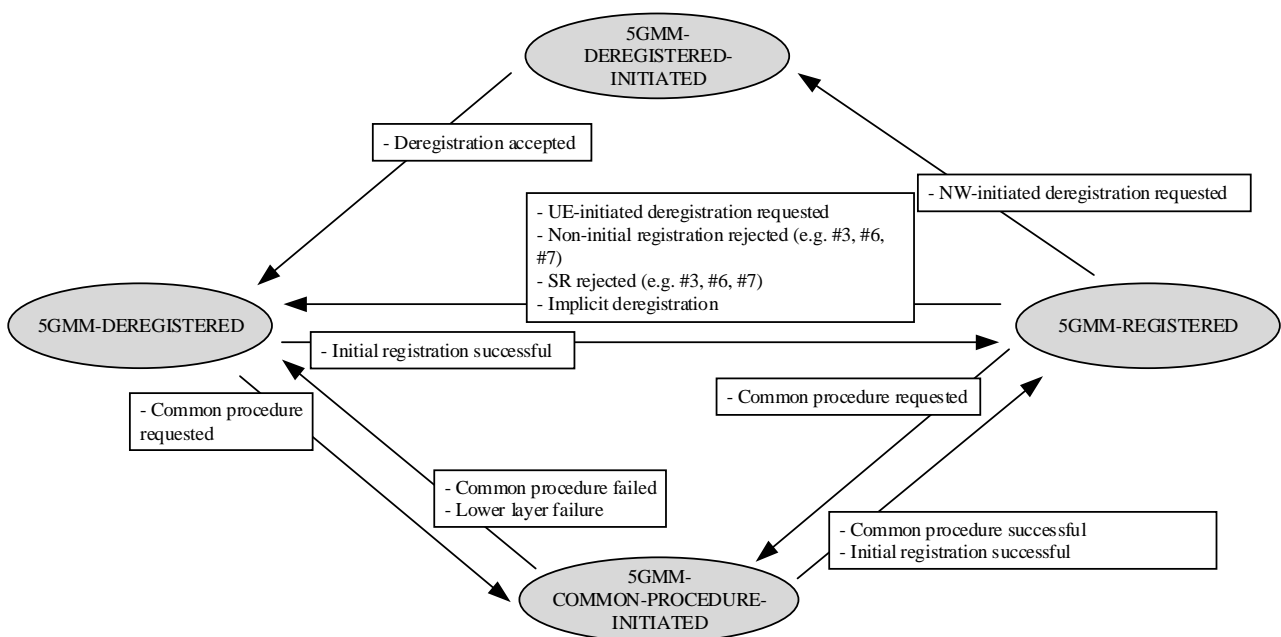 5GMM-
DEREGISTERED-
INITIATED
- Deregistration accepted
- NW-initiated deregistration requested
- UE-initiated deregistration requested
- Non-initial registration rejected (e.g. #3, #6,
#7)
- SR rejected (e.g. #3, #6, #7)
- Implicit deregistration
5GMM-DEREGISTERED
5GMM-REGISTERED
- Initial registration successful
- Common procedure
requested
- Common procedure requested
- Common procedure failed
- Lower layer failure
- Common procedure successful
- Initial registration successful
5GMM-
COMMON-PROCEDURE-
INITIATED